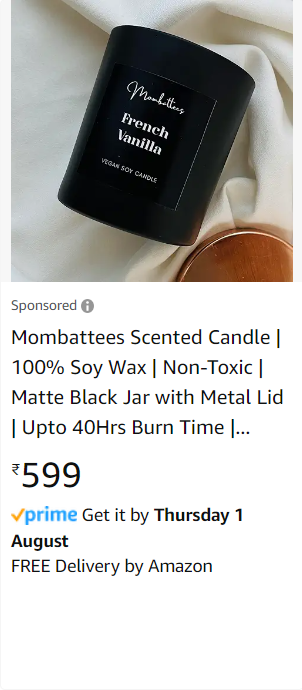 Mombattees
French
Vanilla
VEGAN SOY CANDLE
Sponsored
Mombattees Scented Candle |
100% Soy Wax | Non-Toxic |
Matte Black Jar with Metal Lid
| Upto 40Hrs Burn Time |...
₹599
prime Get it by Thursday 1
August
FREE Delivery by Amazon